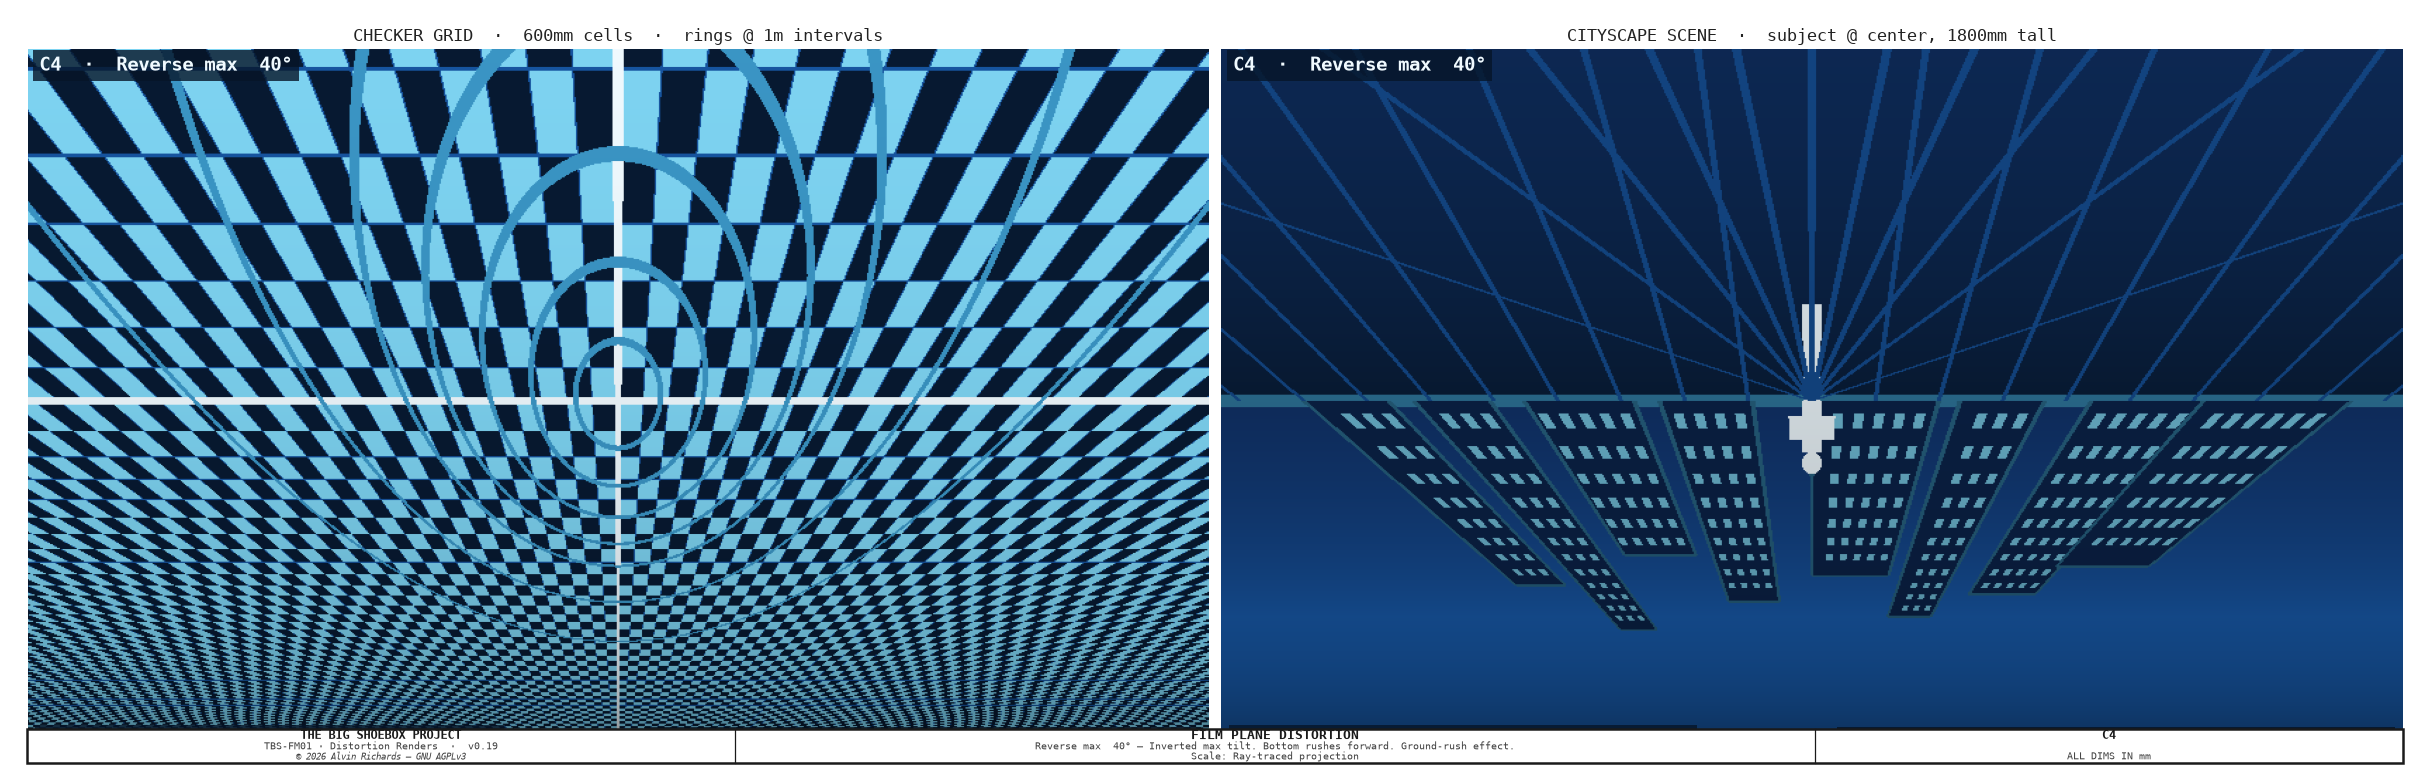 CHECKER GRID · 600mm cells · rings @ 1m intervals
CITYSCAPE SCENE · subject @ center, 1800mm tall
C4 · Reverse max 40°
C4 · Reverse max 40°
THE BIG SHOEBOX PROJECT
TBS-FM01 · Distortion Renders · v0.19
© 2026 Alvin Richards — GNU AGPLv3
FILM PLANE DISTORTION
Reverse max 40° — Inverted max tilt. Bottom rushes forward. Ground-rush effect.
Scale: Ray-traced projection
C4
ALL DIMS IN mm